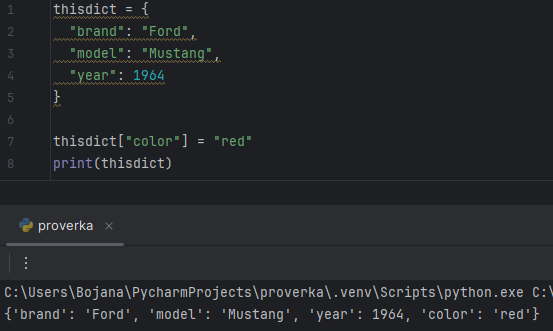 1 thisdict = {
2 "brand": "Ford",
3 "model": "Mustang",
4 "year": 1964
5 }
6
7 thisdict["color"] = "red"
8 print(thisdict)
proverka ×
C:\Users\Bojana\PycharmProjects\proverka\.venv\Scripts\python.exe C:\
{'brand': 'Ford', 'model': 'Mustang', 'year': 1964, 'color': 'red'}